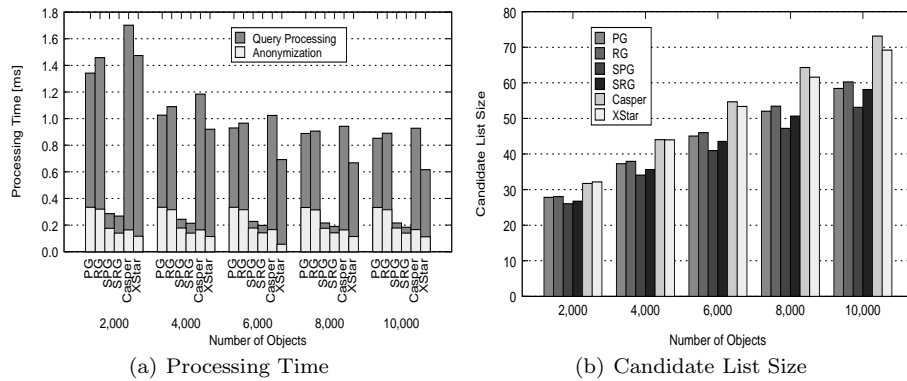 1.8
1.6
1.4
1.2
1.0
0.8
0.6
0.4
0.2
0.0
Processing Time [ms]
Query Processing
Anonymization
PG
RG
SPG
SRG
Casper
XStar
PG
RG
SPG
SRG
Casper
XStar
PG
RG
SPG
SRG
Casper
XStar
PG
RG
SPG
SRG
Casper
XStar
PG
RG
SPG
SRG
Casper
XStar
2,000 4,000 6,000 8,000 10,000
Number of Objects
(a) Processing Time
80
70
60
50
40
30
20
10
0
Candidate List Size
PG
RG
SPG
SRG
Casper
XStar
2,000 4,000 6,000 8,000 10,000
Number of Objects
(b) Candidate List Size